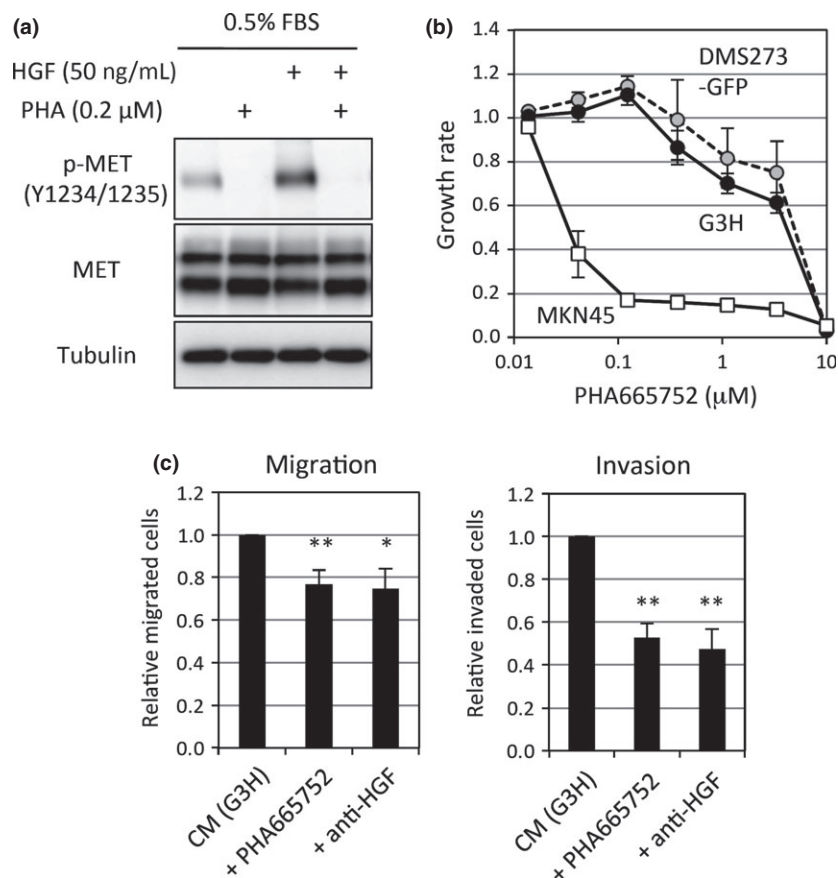 (a)
0.5% FBS
HGF (50 ng/mL) + +
PHA (0.2 μM) + +
p-MET
(Y1234/1235)
MET
Tubulin
(b)
1.4
1.2
1.0
0.8
0.6
0.4
0.2
0.0
Growth rate
DMS273
-GFP
G3H
MKN45
0.01 0.1 1 10
PHA665752 (μM)
(c)
Migration
1.2
1.0
0.8
0.6
0.4
0.2
0.0
Relative migrated cells
** *
CM (G3H)
+ PHA665752
+ anti-HGF
Invasion
1.2
1.0
0.8
0.6
0.4
0.2
0.0
Relative invaded cells
** **
CM (G3H)
+ PHA665752
+ anti-HGF